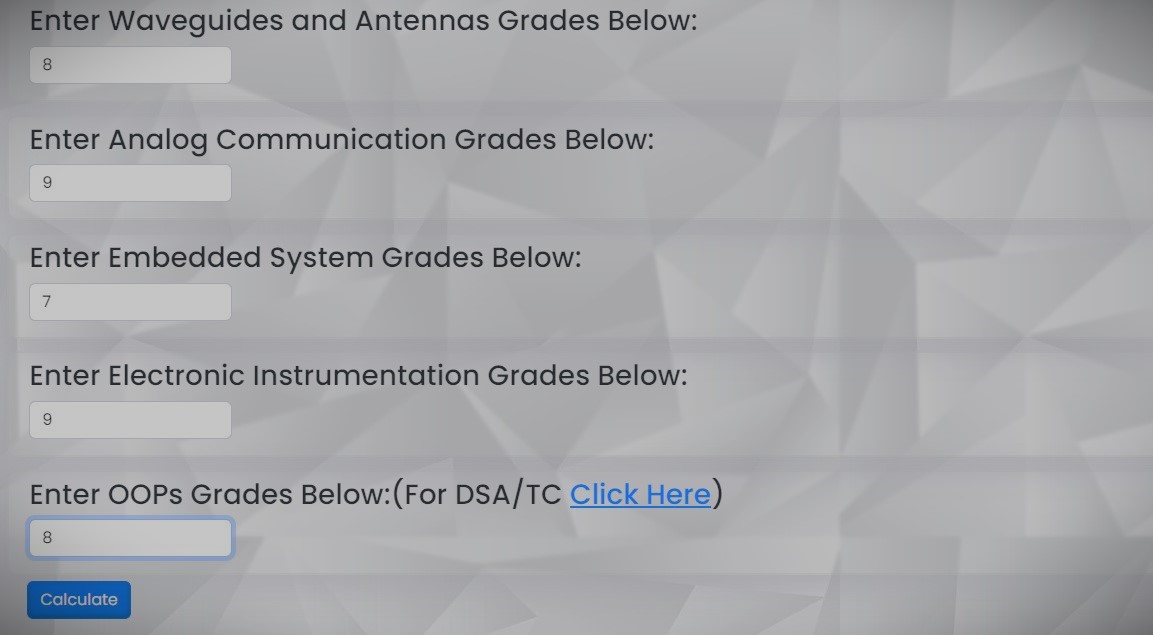 Enter Waveguides and Antennas Grades Below:
8
Enter Analog Communication Grades Below:
9
Enter Embedded System Grades Below:
7
Enter Electronic Instrumentation Grades Below:
9
Enter OOPs Grades Below:(For DSA/TC Click Here)
8
Calculate